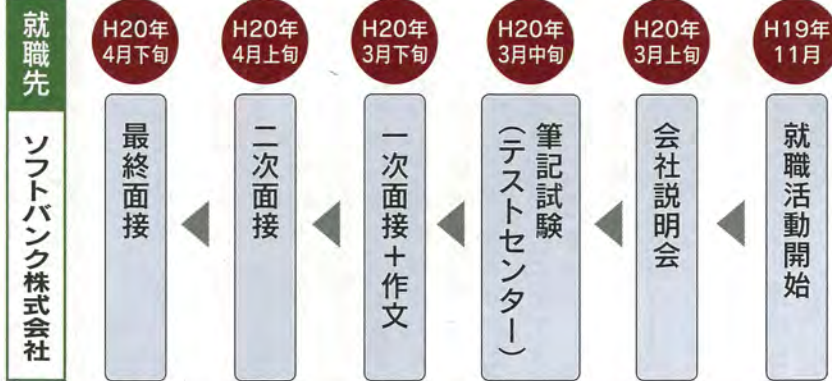 H19年
11月
就職活動開始
H20年
3月上旬
会社説明会
H20年
3月中旬
筆記試験
(テストセンター)
H20年
3月下旬
一次面接+作文
H20年
4月上旬
二次面接
H20年
4月下旬
最終面接
就職先
ソフトバンク株式会社